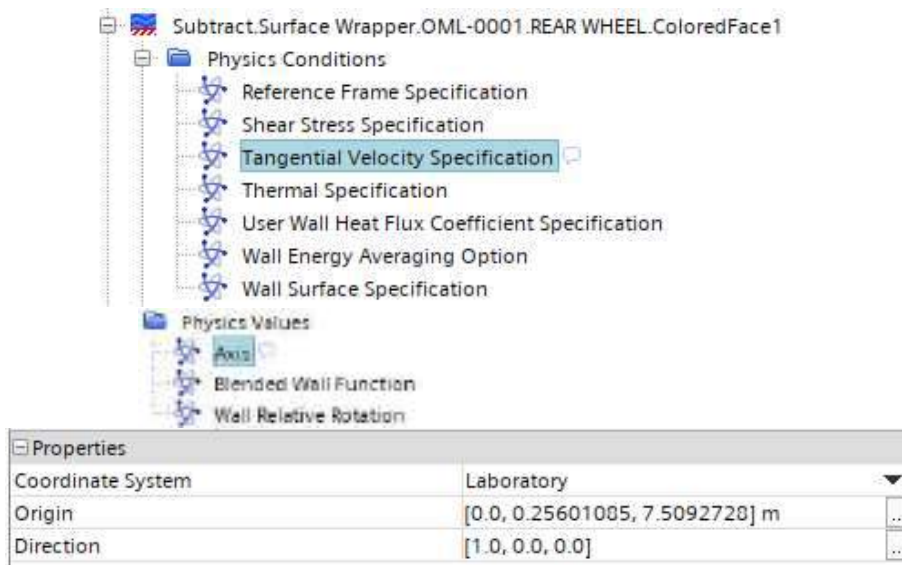 Subtract.Surface Wrapper.OML-0001.REAR WHEEL.ColoredFace1
Physics Conditions
Reference Frame Specification
Shear Stress Specification
Tangential Velocity Specification
Thermal Specification
User Wall Heat Flux Coefficient Specification
Wall Energy Averaging Option
Wall Surface Specification
Physics Values
Axis
Blended Wall Function
Wall Relative Rotation
Properties
Coordinate System Laboratory
Origin [0.0, 0.25601085, 7.5092728] m ...
Direction [1.0, 0.0, 0.0] ...